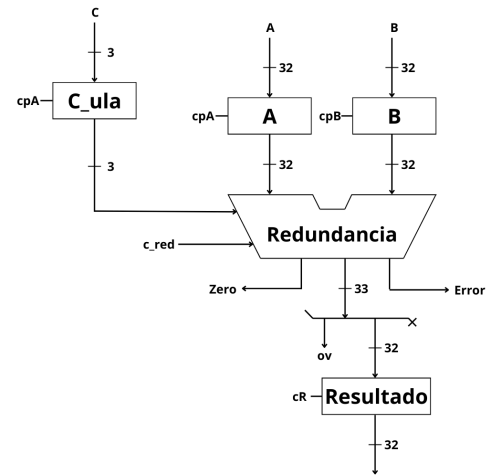 C
A
B
3
32
32
cpA
C_ula
cpA
A
cpB
B
3
32
32
Redundancia
c_red
Zero
33
Error
ov
32
cR
Resultado
32